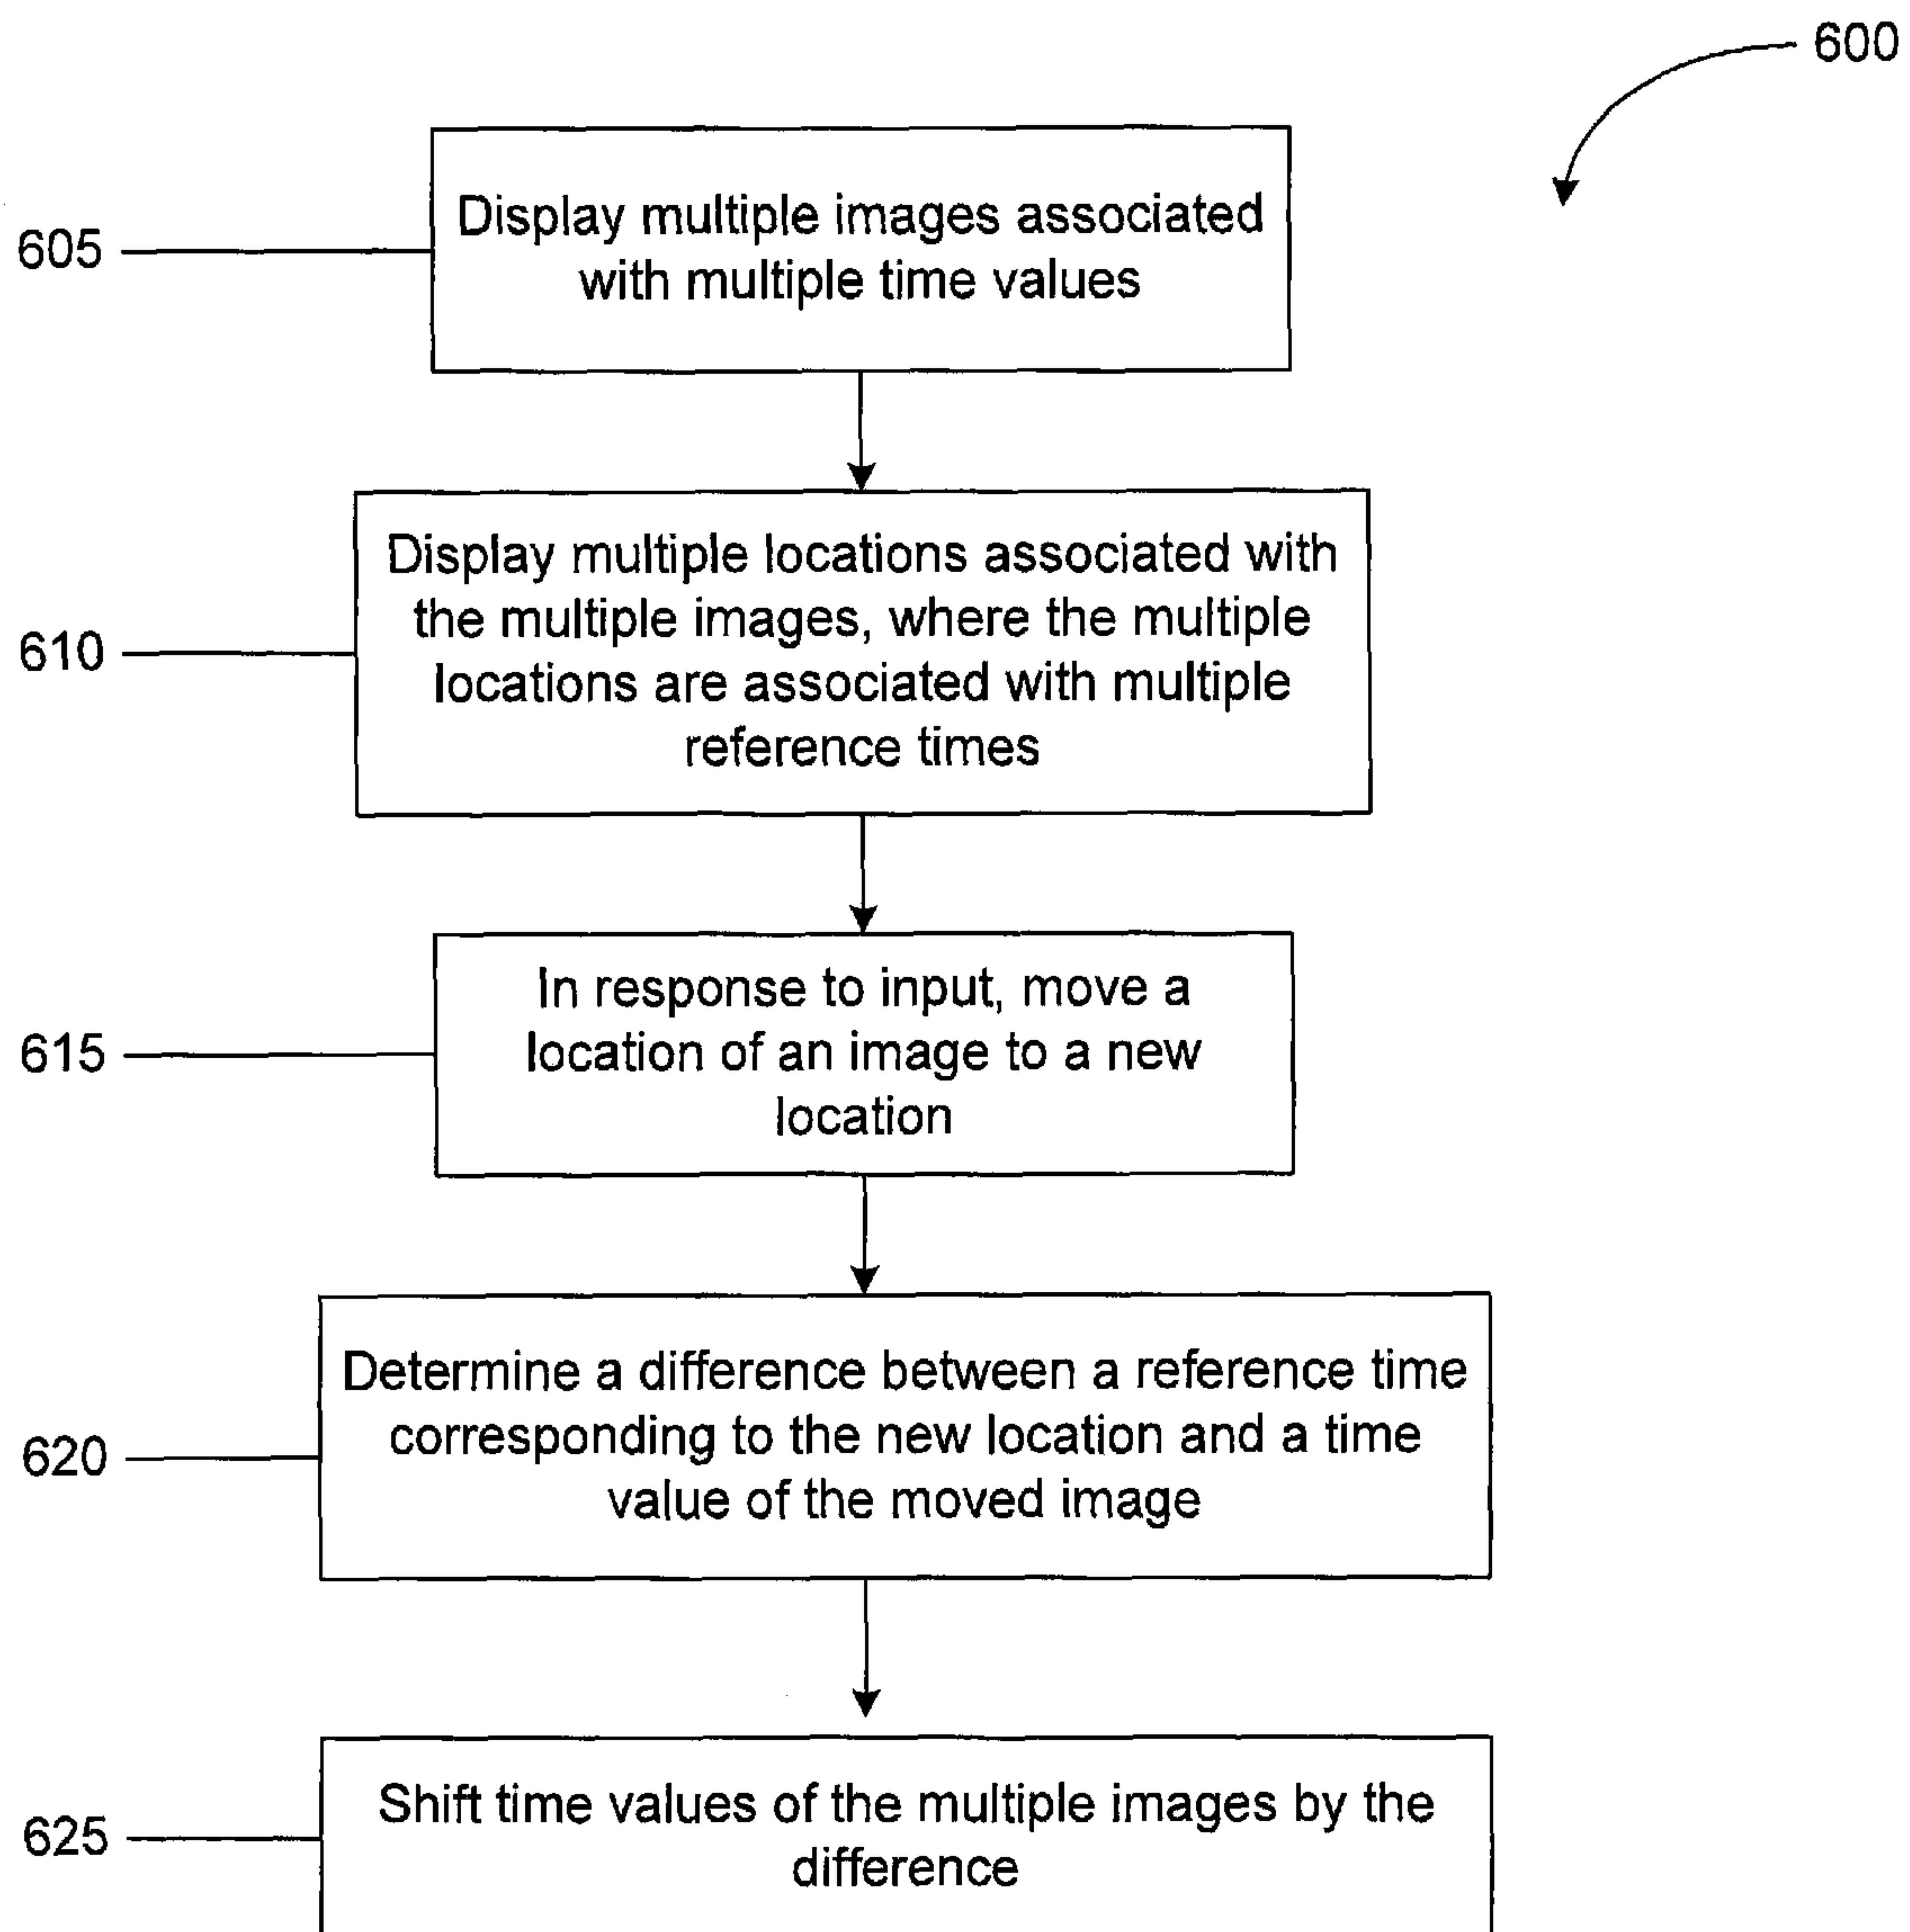 600
605
Display multiple images associated
with multiple time values
610
Display multiple locations associated with
the multiple images, where the multiple
locations are associated with multiple
reference times
615
In response to input, move a
location of an image to a new
location
620
Determine a difference between a reference time
corresponding to the new location and a time
value of the moved image
625
Shift time values of the multiple images by the
difference